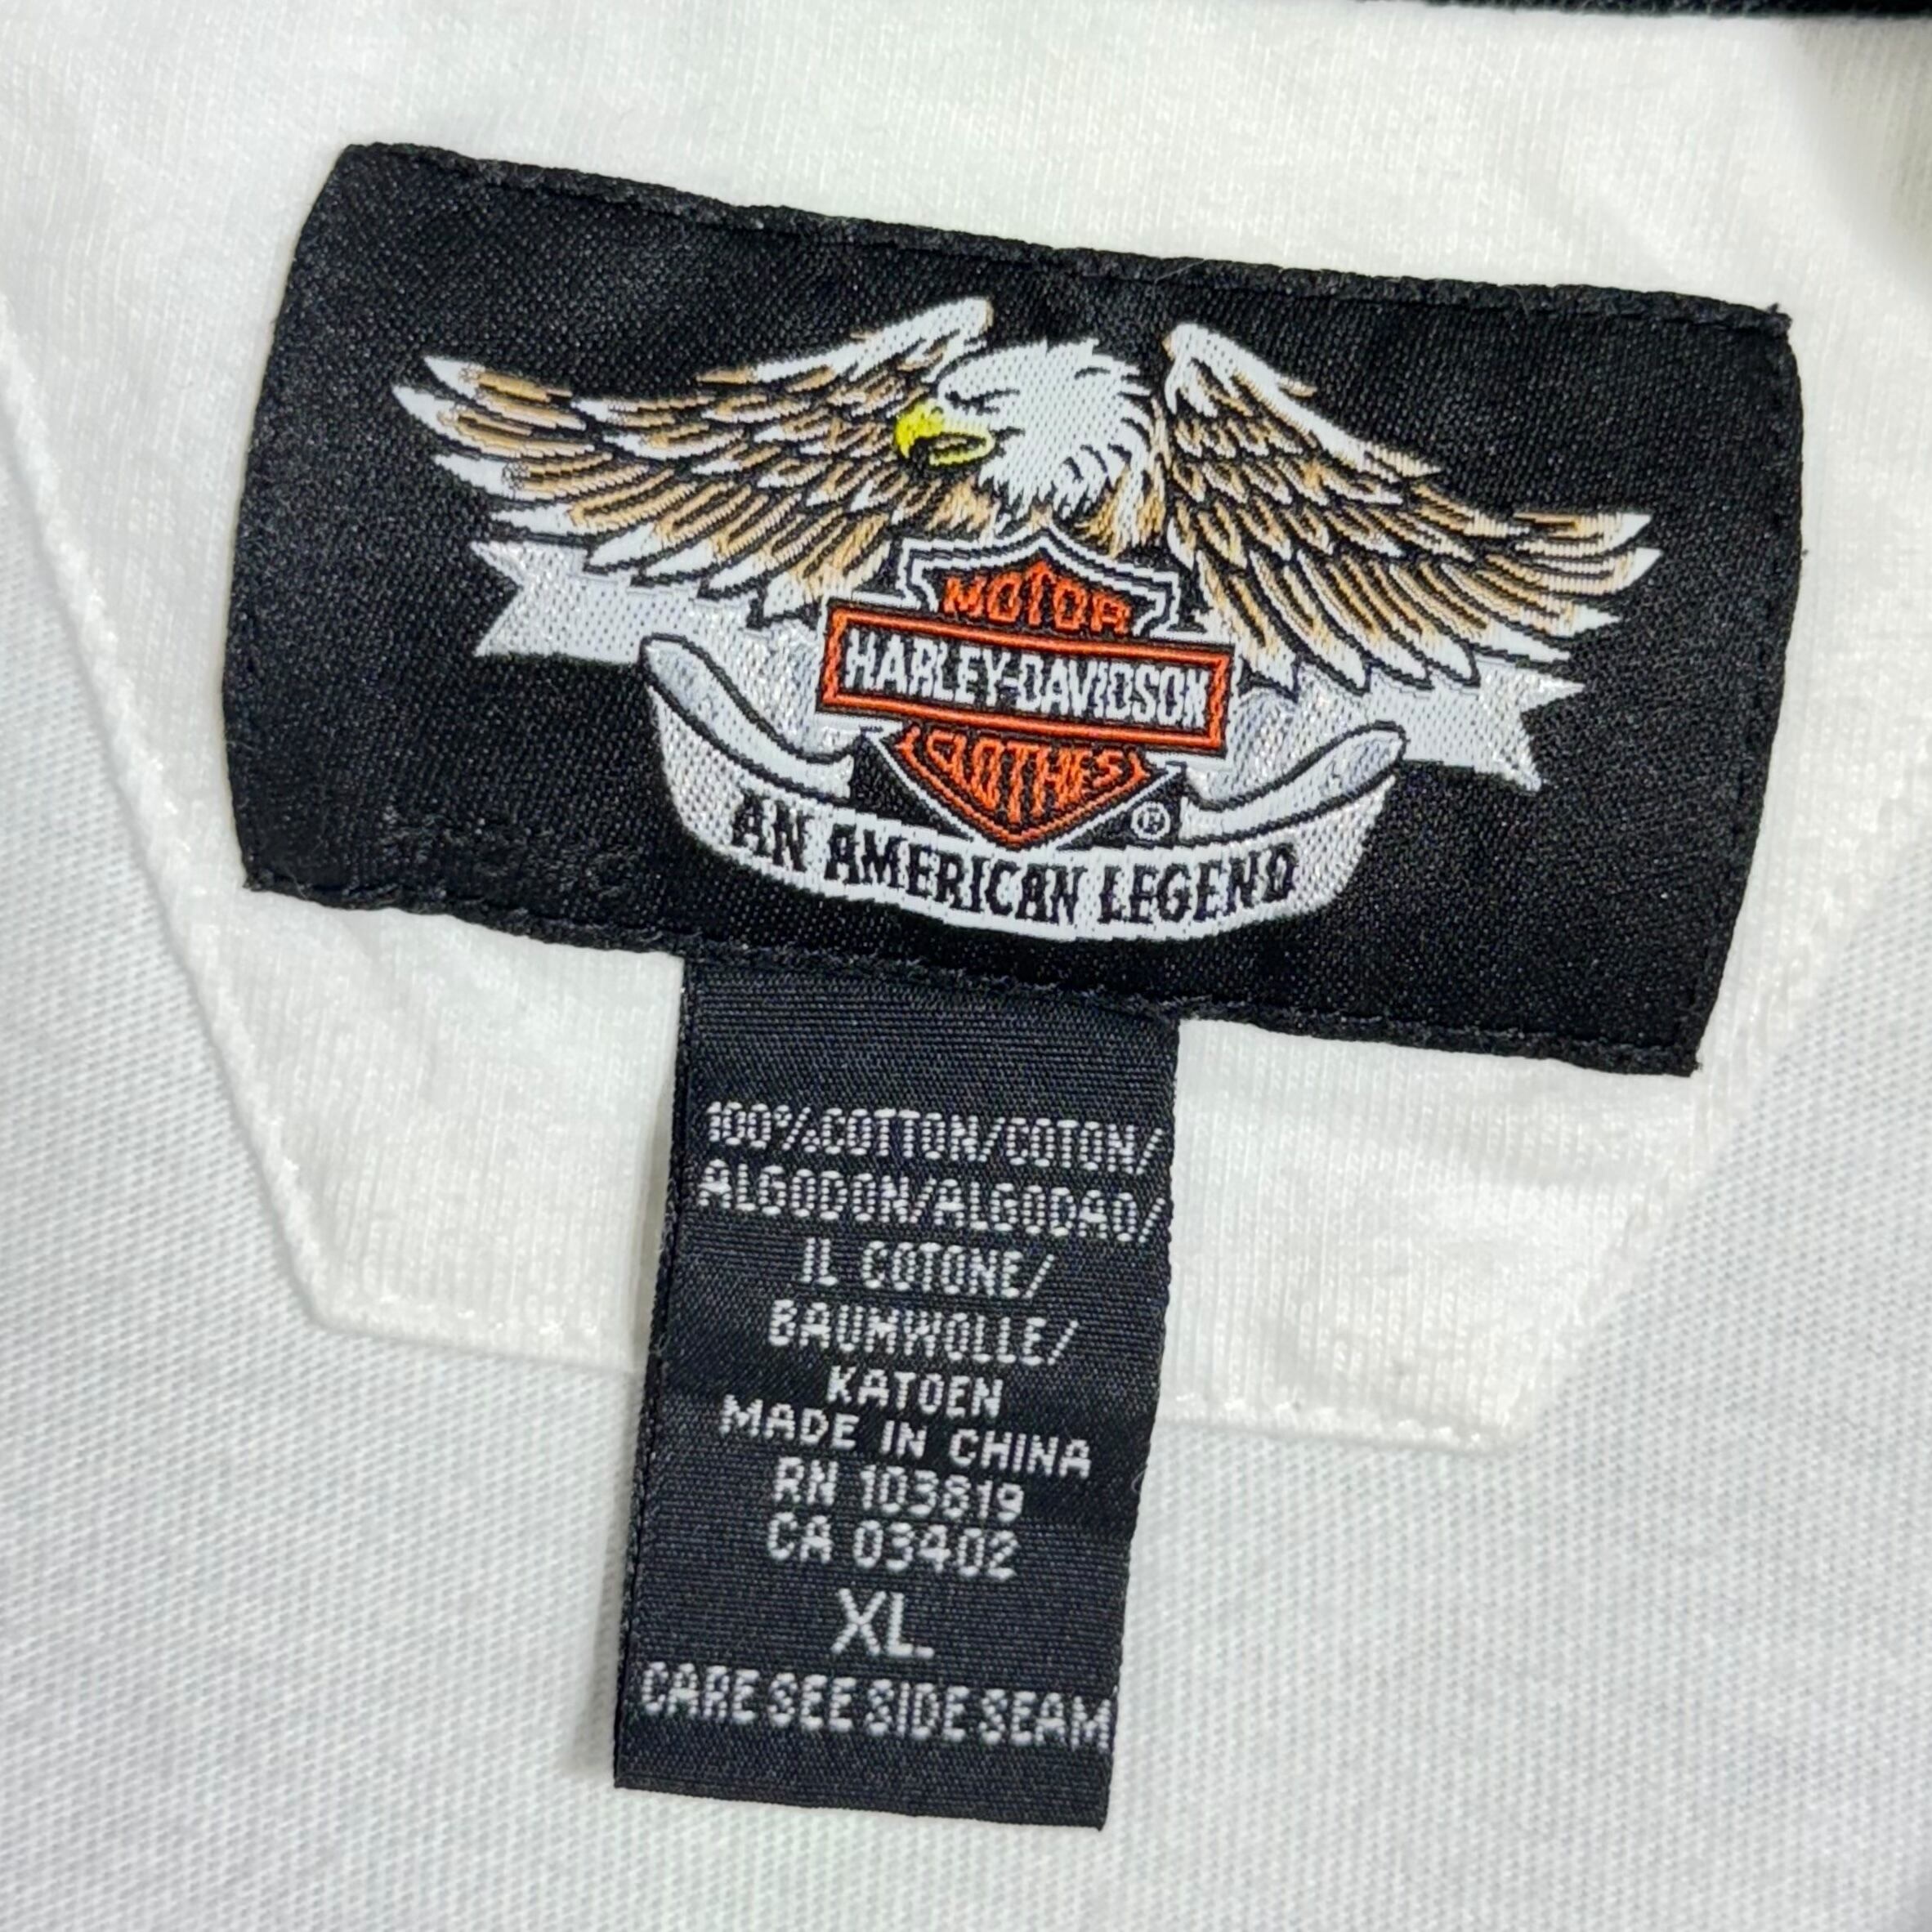 MOTOR
HARLEY-DAVIDSON
CLOTHES
®
AN AMERICAN LEGEND
100%COTTON/COTON/
ALGODON/ALGODAO/
IL COTONE/
BAUMWOLLE/
KATOEN
MADE IN CHINA
RN 103819
CA 03402
XL
CARE SEE SIDE SEAM